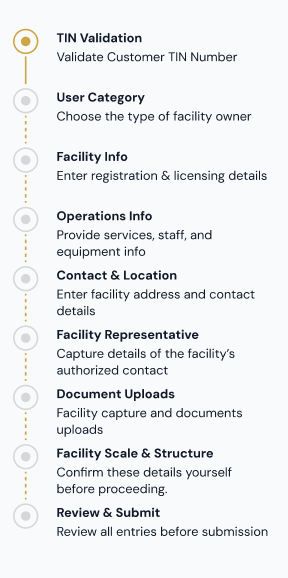 TIN Validation
Validate Customer TIN Number
User Category
Choose the type of facility owner
Facility Info
Enter registration & licensing details
Operations Info
Provide services, staff, and
equipment info
Contact & Location
Enter facility address and contact
details
Facility Representative
Capture details of the facility's
authorized contact
Document Uploads
Facility capture and documents
uploads
Facility Scale & Structure
Confirm these details yourself
before proceeding.
Review & Submit
Review all entries before submission